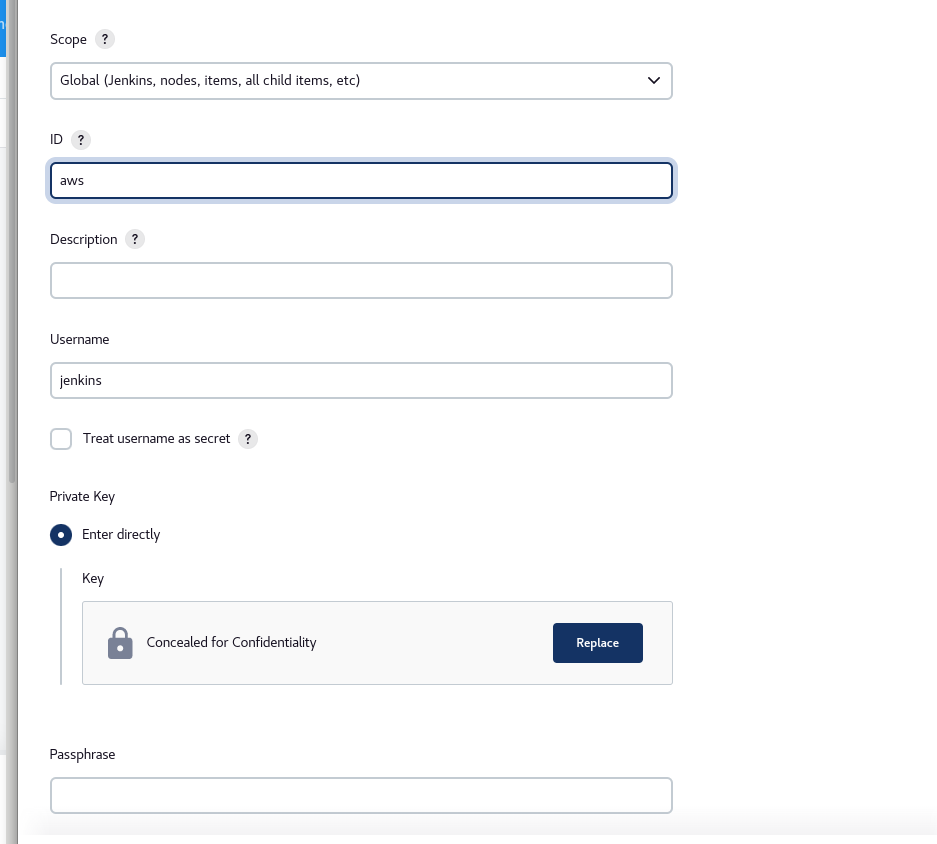 Scope ?
Global (Jenkins, nodes, items, all child items, etc)
ID ?
aws
Description ?
Username
jenkins
Treat username as secret ?
Private Key
Enter directly
Key
Concealed for Confidentiality
Replace
Passphrase